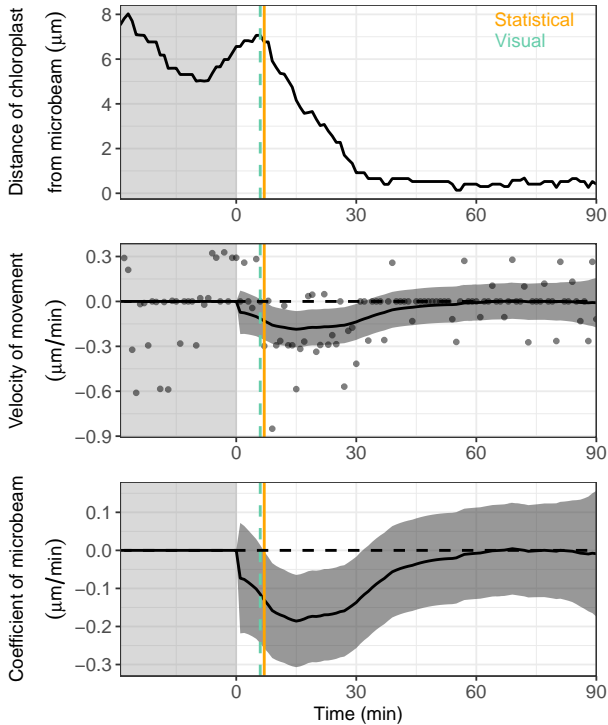 Statistical
Visual
Distance of chloroplast
from microbeam (μm)
8
6
4
2
0
0 30 60 90
Velocity of movement
(μm/min)
0.3
0.0
−0.3
−0.6
−0.9
0 30 60 90
Coefficient of microbeam
(μm/min)
0.1
0.0
−0.1
−0.2
−0.3
0 30 60 90
Time (min)